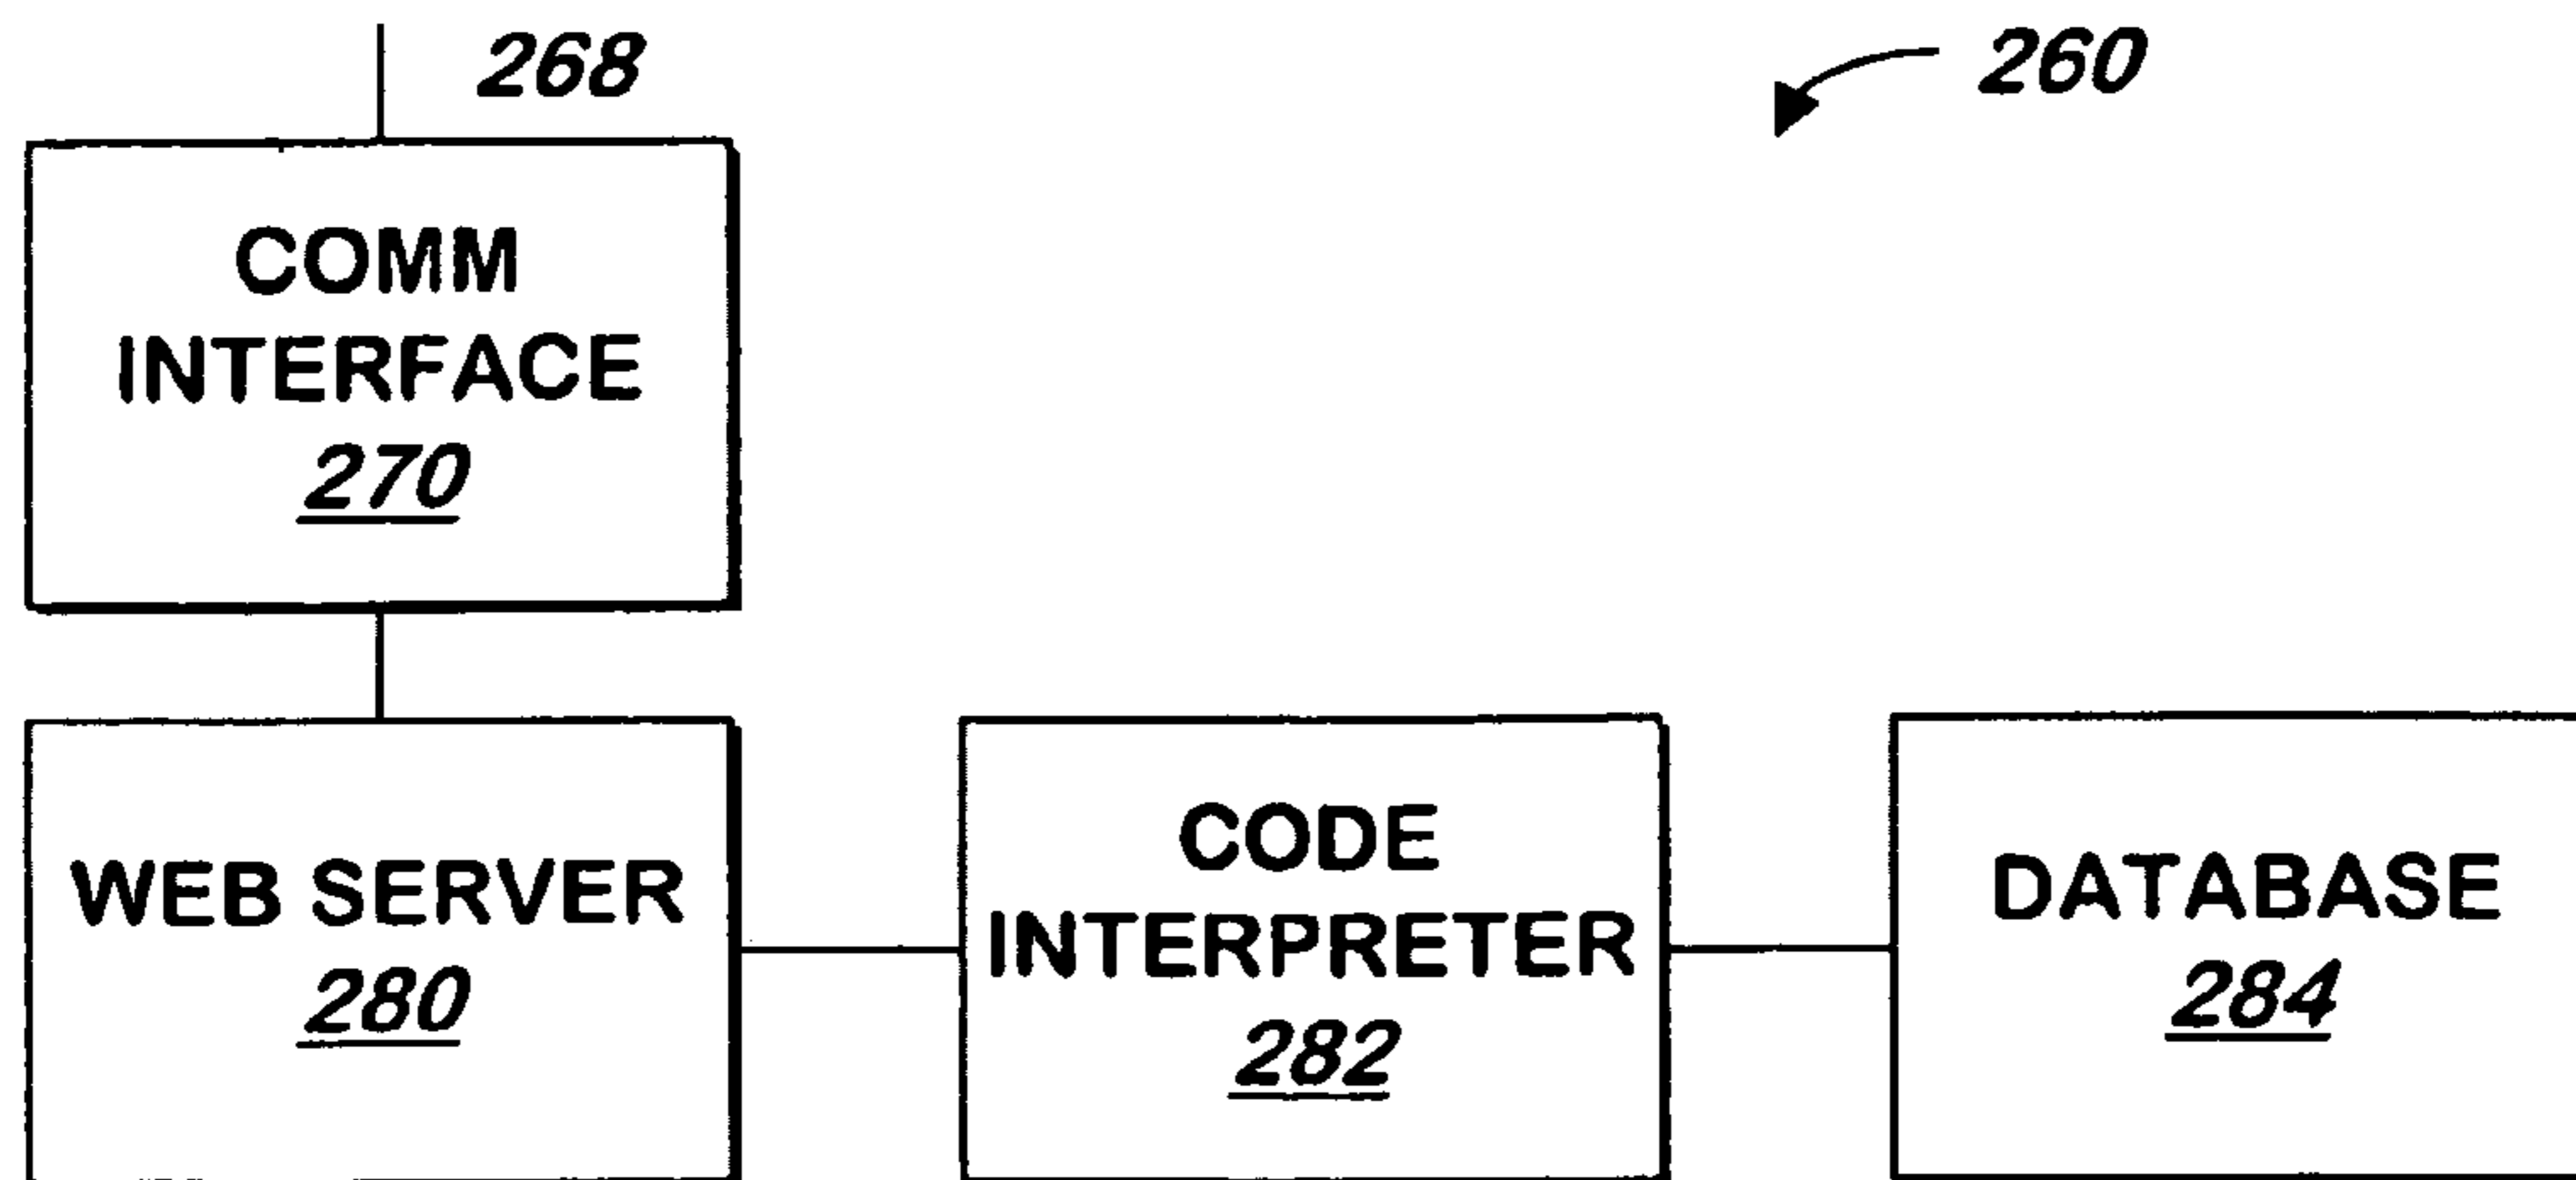 268
260
COMM
INTERFACE
270
WEB SERVER
280
CODE
INTERPRETER
282
DATABASE
284